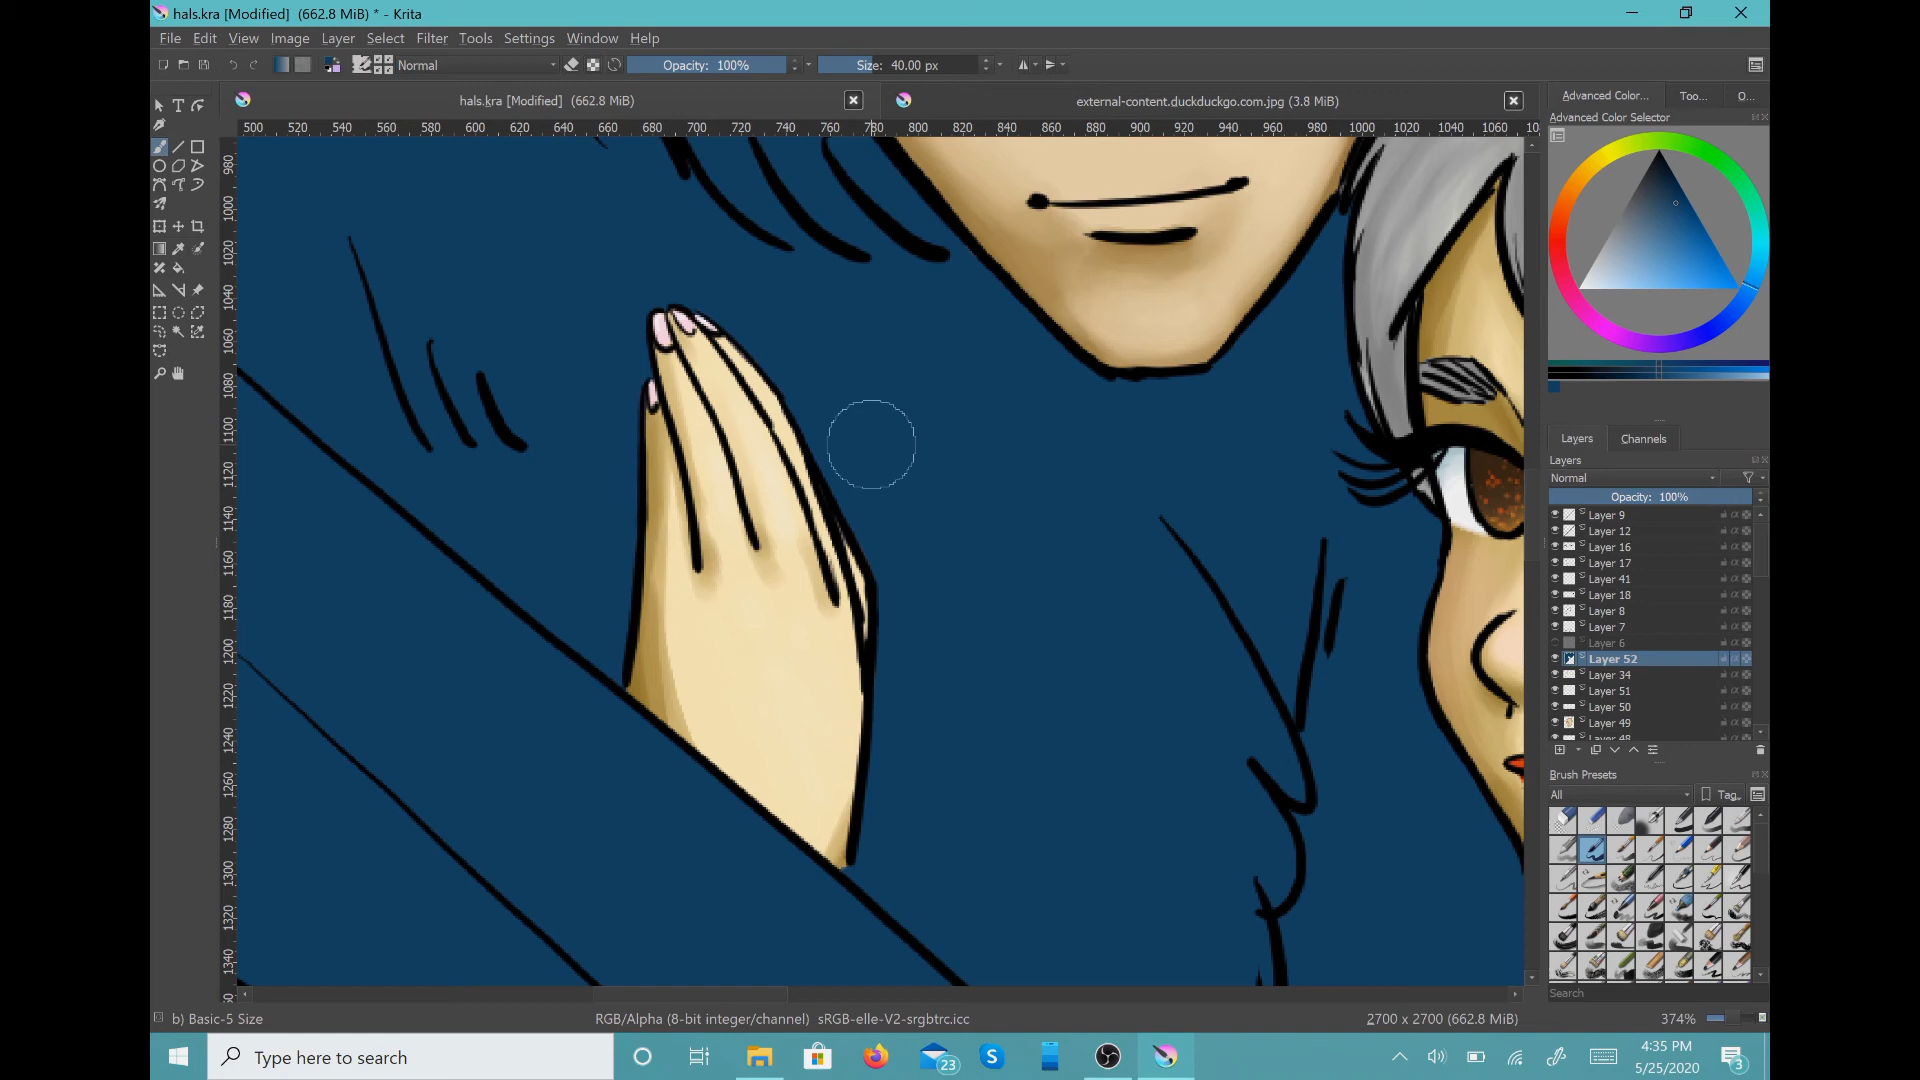 hals.kra [Modified]  (662.8 MiB) * - Krita
File Edit View Image Layer Select Filter Tools Settings Window Help
Normal Opacity: 100% Size: 40.00 px
hals.kra [Modified]  (662.8 MiB) external-content.duckduckgo.com.jpg (3.8 MiB)
Advanced Color... Too... O...
Advanced Color Selector
500 520 540 560 580 600 620 640 660 680 700 720 740 760 780 800 820 840 860 880 900 920 940 960 980 1000 1020 1040 1060 10
980
1000
1020
1040
1060
1080
1100
1120
1140
1160
1180
1200
1220
1240
1260
1280
1300
1320
1340
Layers Channels
Layers
Normal
Opacity: 100%
Layer 9
Layer 12
Layer 16
Layer 17
Layer 41
Layer 18
Layer 8
Layer 7
Layer 6
Layer 52
Layer 34
Layer 51
Layer 50
Layer 49
Layer 48
Brush Presets
All Tag
Search
b) Basic-5 Size RGB/Alpha (8-bit integer/channel)  sRGB-elle-V2-srgbtrc.icc 2700 x 2700 (662.8 MiB) 374%
Type here to search
23
4:35 PM
5/25/2020
3